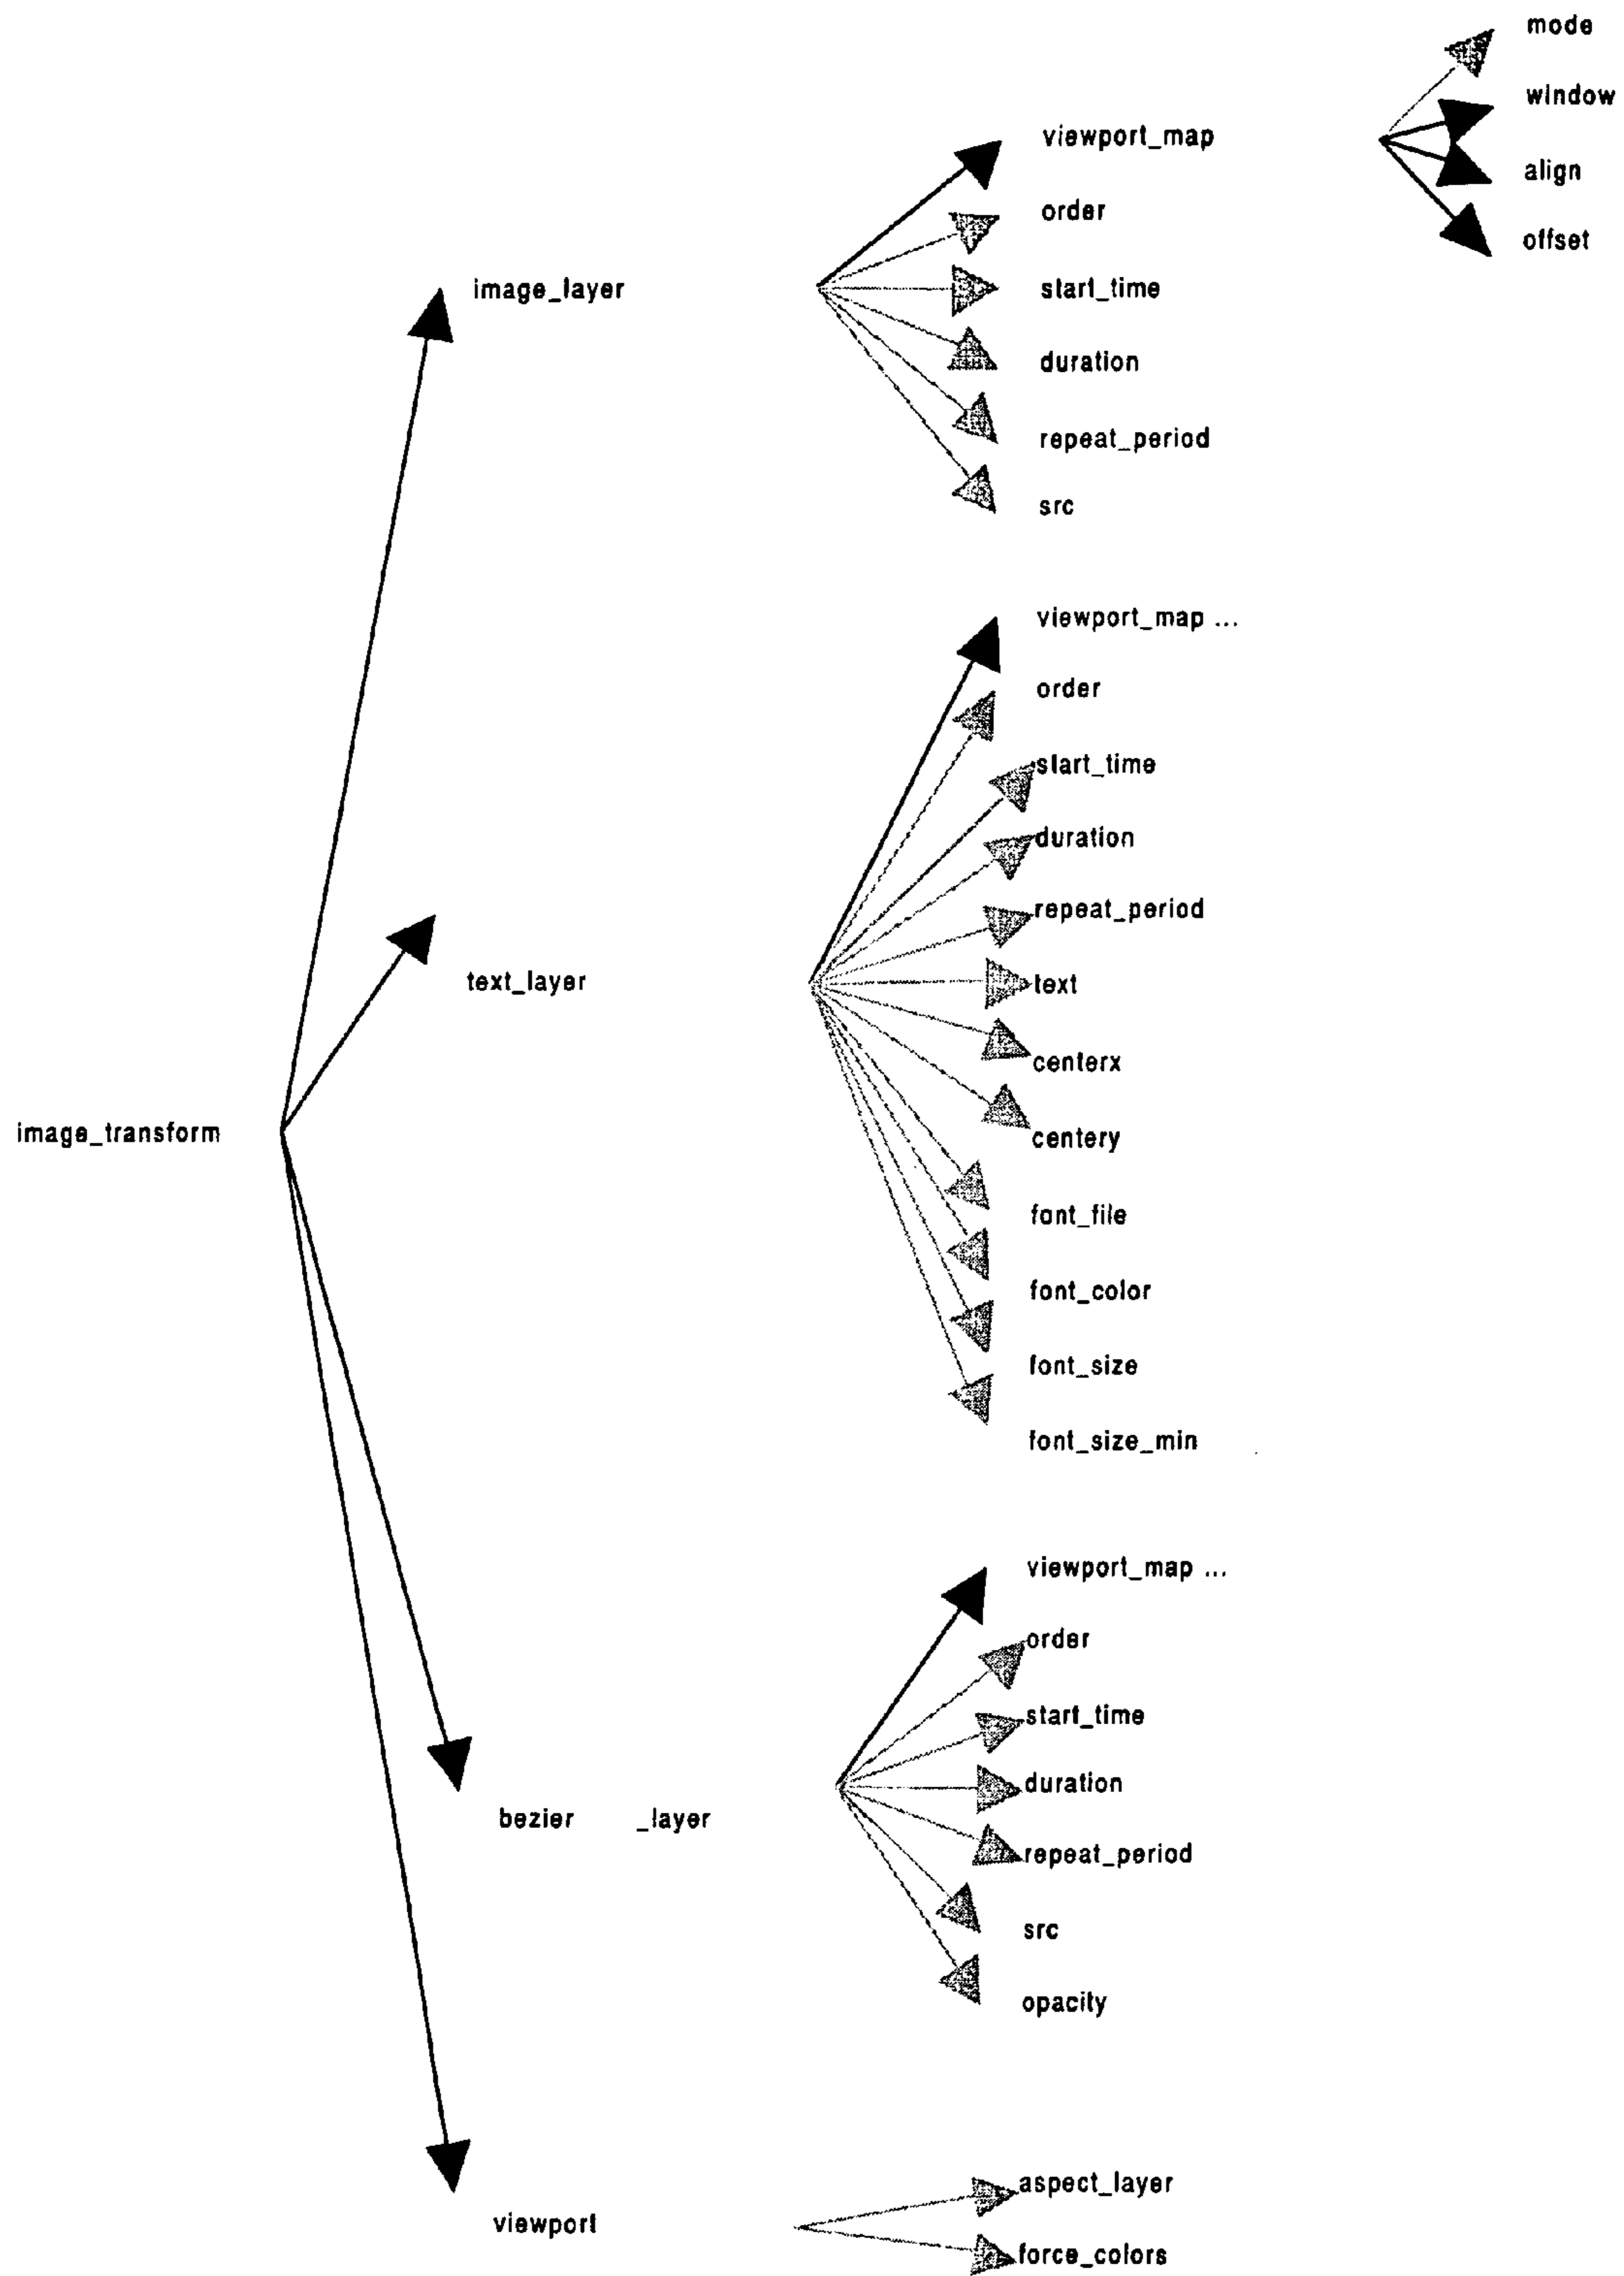 mode
window
viewport_map
align
order
offset
image_layer
start_time
duration
repeat_period
src
viewport_map ...
order
start_time
duration
repeat_period
text_layer
text
centerx
image_transform
centery
font_file
font_color
font_size
font_size_min
viewport_map ...
order
start_time
duration
bezier _layer
repeat_period
src
opacity
aspect_layer
viewport
force_colors